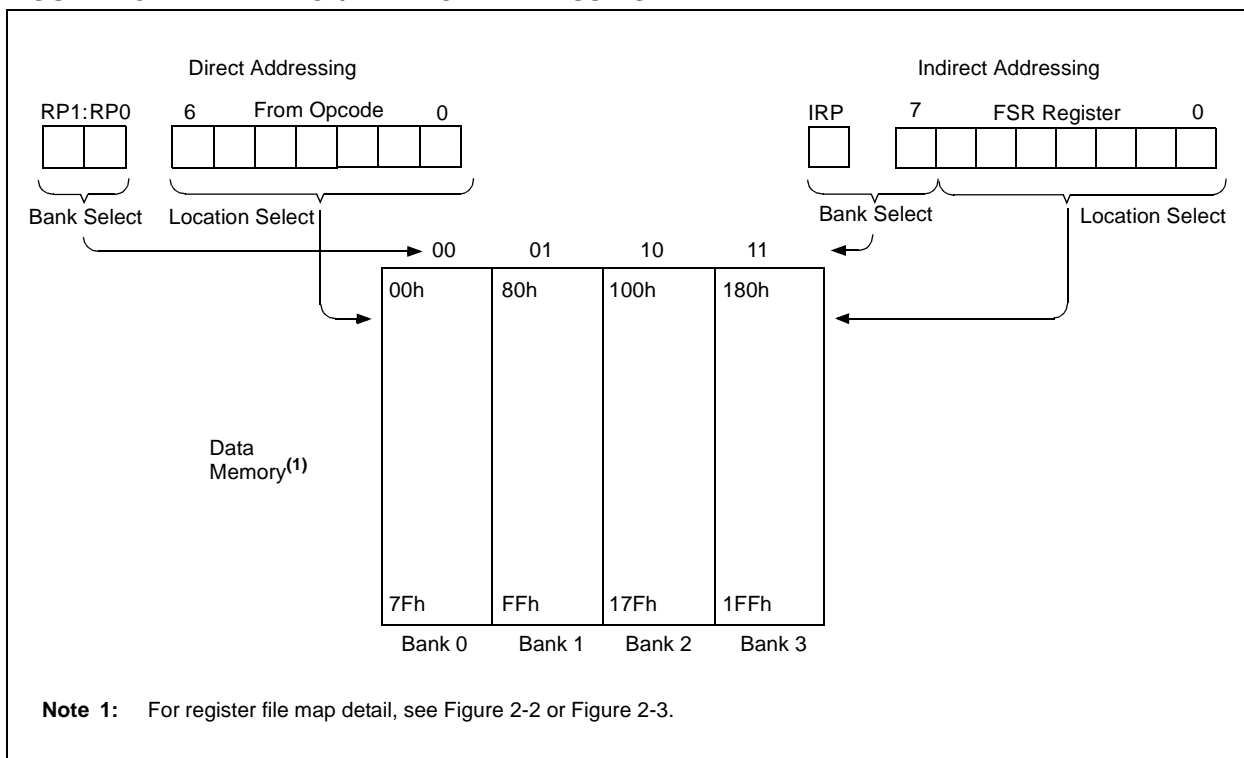 Direct Addressing
Indirect Addressing
RP1:RP0 6 From Opcode 0
IRP 7 FSR Register 0
Bank Select Location Select
Bank Select Location Select
00 01 10 11
00h 80h 100h 180h
Data
Memory(1)
7Fh FFh 17Fh 1FFh
Bank 0 Bank 1 Bank 2 Bank 3
Note 1: For register file map detail, see Figure 2-2 or Figure 2-3.